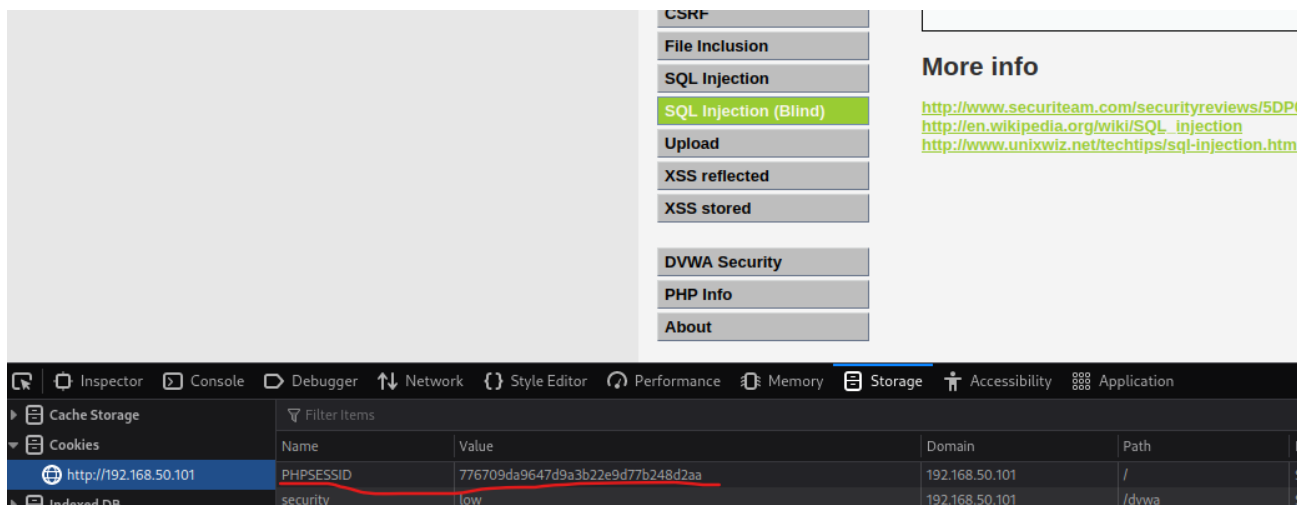 CSRF
File Inclusion
SQL Injection
SQL Injection (Blind)
Upload
XSS reflected
XSS stored
DVWA Security
PHP Info
About
More info
http://www.securiteam.com/securityreviews/5DP
http://en.wikipedia.org/wiki/SQL_injection
http://www.unixwiz.net/techtips/sql-injection.htm
Inspector Console Debugger Network Style Editor Performance Memory Storage Accessibility Application
Cache Storage
Filter Items
Cookies
Name Value Domain Path
http://192.168.50.101
PHPSESSID 776709da9647d9a3b22e9d77b248d2aa 192.168.50.101 /
Indexed DB
security low 192.168.50.101 /dvwa